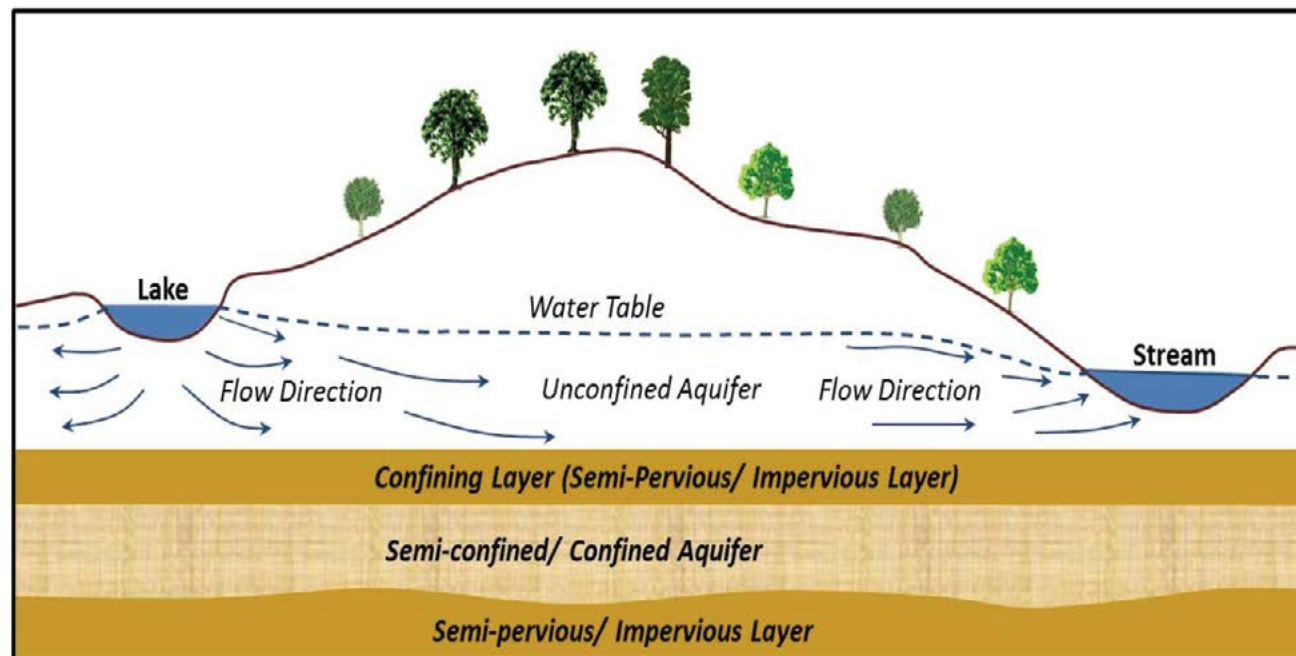 Lake
Water Table
Stream
Flow Direction
Unconfined Aquifer
Flow Direction
Confining Layer (Semi-Pervious/ Impervious Layer)
Semi-confined/ Confined Aquifer
Semi-pervious/ Impervious Layer